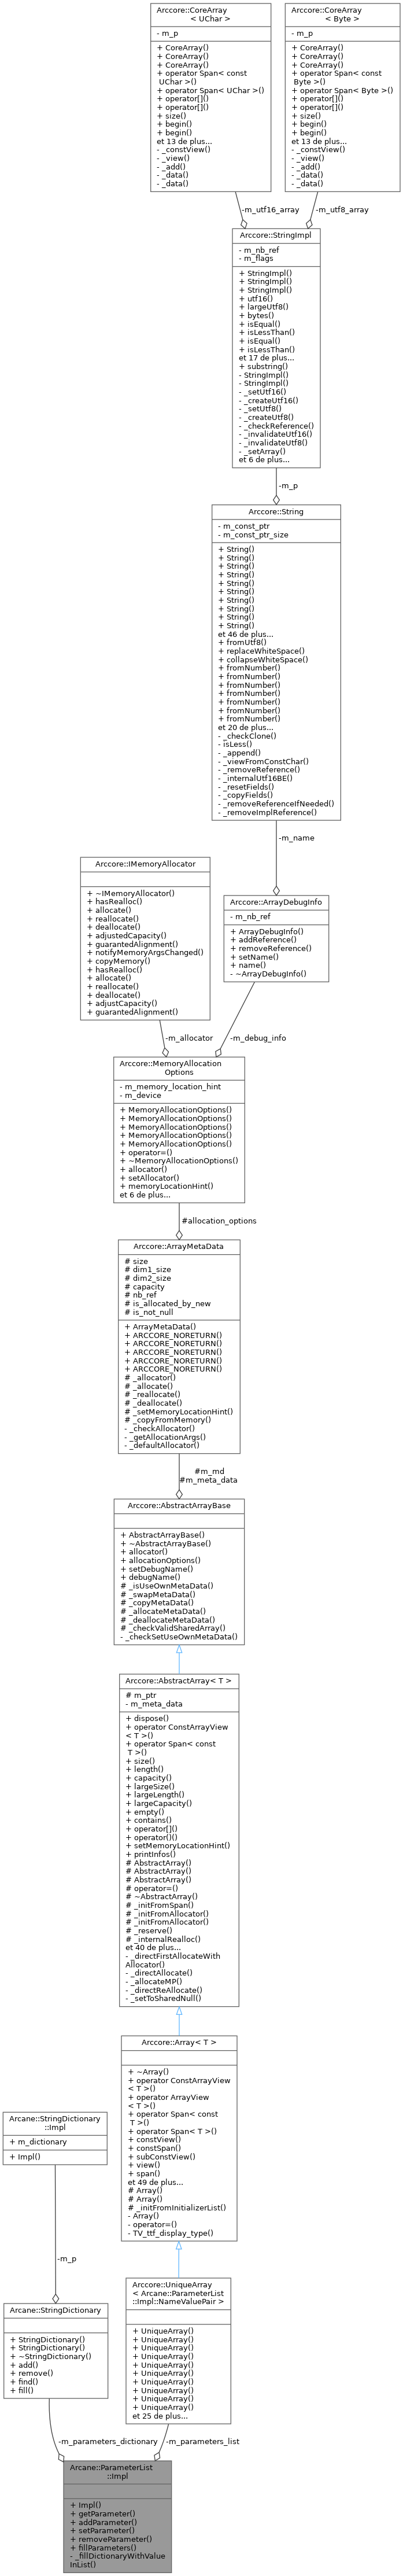 Arccore::CoreArray
< UChar >
- m_p
+ CoreArray()
+ CoreArray()
+ CoreArray()
+ operator Span< const
UChar >()
+ operator Span< UChar >()
+ operator[]()
+ operator[]()
+ size()
+ begin()
+ begin()
et 13 de plus...
- _constView()
- _view()
- _add()
- _data()
- _data()
Arccore::CoreArray
< Byte >
- m_p
+ CoreArray()
+ CoreArray()
+ CoreArray()
+ operator Span< const
Byte >()
+ operator Span< Byte >()
+ operator[]()
+ operator[]()
+ size()
+ begin()
+ begin()
et 13 de plus...
- _constView()
- _view()
- _add()
- _data()
- _data()
-m_utf16_array
-m_utf8_array
Arccore::StringImpl
- m_nb_ref
- m_flags
+ StringImpl()
+ StringImpl()
+ StringImpl()
+ utf16()
+ largeUtf8()
+ bytes()
+ isEqual()
+ isLessThan()
+ isEqual()
+ isLessThan()
et 17 de plus...
+ substring()
- StringImpl()
- StringImpl()
- _setUtf16()
- _createUtf16()
- _setUtf8()
- _createUtf8()
- _checkReference()
- _invalidateUtf16()
- _invalidateUtf8()
- _setArray()
et 6 de plus...
-m_p
Arccore::String
- m_const_ptr
- m_const_ptr_size
+ String()
+ String()
+ String()
+ String()
+ String()
+ String()
+ String()
+ String()
+ String()
+ String()
et 46 de plus...
+ fromUtf8()
+ replaceWhiteSpace()
+ collapseWhiteSpace()
+ fromNumber()
+ fromNumber()
+ fromNumber()
+ fromNumber()
+ fromNumber()
+ fromNumber()
+ fromNumber()
et 20 de plus...
- _checkClone()
- isLess()
- _append()
- _viewFromConstChar()
- _removeReference()
- _internalUtf16BE()
- _resetFields()
- _copyFields()
- _removeReferenceIfNeeded()
- _removeImplReference()
-m_name
Arccore::IMemoryAllocator
+ ~IMemoryAllocator()
+ hasRealloc()
+ allocate()
+ reallocate()
+ deallocate()
+ adjustedCapacity()
+ guarantedAlignment()
+ notifyMemoryArgsChanged()
+ copyMemory()
+ hasRealloc()
+ allocate()
+ reallocate()
+ deallocate()
+ adjustCapacity()
+ guarantedAlignment()
Arccore::ArrayDebugInfo
- m_nb_ref
+ ArrayDebugInfo()
+ addReference()
+ removeReference()
+ setName()
+ name()
- ~ArrayDebugInfo()
-m_allocator
-m_debug_info
Arccore::MemoryAllocation
Options
- m_memory_location_hint
- m_device
+ MemoryAllocationOptions()
+ MemoryAllocationOptions()
+ MemoryAllocationOptions()
+ MemoryAllocationOptions()
+ MemoryAllocationOptions()
+ operator=()
+ ~MemoryAllocationOptions()
+ allocator()
+ setAllocator()
+ memoryLocationHint()
et 6 de plus...
#allocation_options
Arccore::ArrayMetaData
# size
# dim1_size
# dim2_size
# capacity
# nb_ref
# is_allocated_by_new
# is_not_null
+ ArrayMetaData()
+ ARCCORE_NORETURN()
+ ARCCORE_NORETURN()
+ ARCCORE_NORETURN()
+ ARCCORE_NORETURN()
+ ARCCORE_NORETURN()
# _allocator()
# _allocate()
# _reallocate()
# _deallocate()
# _setMemoryLocationHint()
# _copyFromMemory()
- _checkAllocator()
- _getAllocationArgs()
- _defaultAllocator()
#m_md
#m_meta_data
Arccore::AbstractArrayBase
+ AbstractArrayBase()
+ ~AbstractArrayBase()
+ allocator()
+ allocationOptions()
+ setDebugName()
+ debugName()
# _isUseOwnMetaData()
# _swapMetaData()
# _copyMetaData()
# _allocateMetaData()
# _deallocateMetaData()
# _checkValidSharedArray()
- _checkSetUseOwnMetaData()
Arccore::AbstractArray< T >
# m_ptr
- m_meta_data
+ dispose()
+ operator ConstArrayView
< T >()
+ operator Span< const
T >()
+ size()
+ length()
+ capacity()
+ largeSize()
+ largeLength()
+ largeCapacity()
+ empty()
+ contains()
+ operator[]()
+ operator()()
+ setMemoryLocationHint()
+ printInfos()
# AbstractArray()
# AbstractArray()
# AbstractArray()
# operator=()
# ~AbstractArray()
# _initFromSpan()
# _initFromAllocator()
# _initFromAllocator()
# _reserve()
# _internalRealloc()
et 40 de plus...
- _directFirstAllocateWith
Allocator()
- _directAllocate()
- _allocateMP()
- _directReAllocate()
- _setToSharedNull()
Arccore::Array< T >
+ ~Array()
+ operator ConstArrayView
< T >()
+ operator ArrayView
< T >()
+ operator Span< const
T >()
+ operator Span< T >()
+ constView()
+ constSpan()
+ subConstView()
+ view()
+ span()
et 49 de plus...
# Array()
# Array()
# _initFromInitializerList()
- Array()
- operator=()
- TV_ttf_display_type()
Arcane::StringDictionary
::Impl
+ m_dictionary
+ Impl()
-m_p
Arcane::StringDictionary
+ StringDictionary()
+ StringDictionary()
+ ~StringDictionary()
+ add()
+ remove()
+ find()
+ fill()
Arccore::UniqueArray
< Arcane::ParameterList
::Impl::NameValuePair >
+ UniqueArray()
+ UniqueArray()
+ UniqueArray()
+ UniqueArray()
+ UniqueArray()
+ UniqueArray()
+ UniqueArray()
+ UniqueArray()
+ UniqueArray()
+ UniqueArray()
et 25 de plus...
-m_parameters_dictionary
-m_parameters_list
Arcane::ParameterList
::Impl
+ Impl()
+ getParameter()
+ addParameter()
+ setParameter()
+ removeParameter()
+ fillParameters()
- _fillDictionaryWithValue
InList()